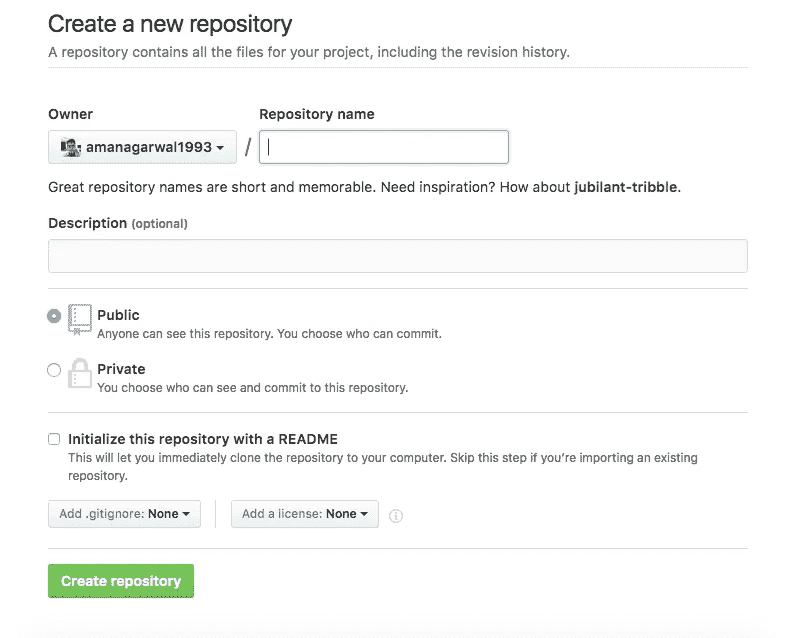 Create a new repository
A repository contains all the files for your project, including the revision history.
Owner
Repository name
amanagarwal1993
/
Great repository names are short and memorable. Need inspiration? How about jubilant-tribble.
Description (optional)
Public
Anyone can see this repository. You choose who can commit.
Private
You choose who can see and commit to this repository.
Initialize this repository with a README
This will let you immediately clone the repository to your computer. Skip this step if you’re importing an existing
repository.
Add .gitignore: None
Add a license: None
Create repository